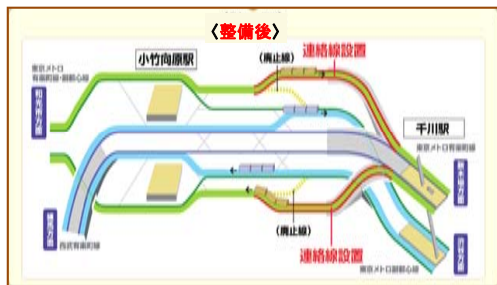 〈整備後〉
小竹向原駅
(廃止線)
連絡線設置
東京メトロ
有楽町線・副都心線
和光市方面
千川駅
東京メトロ有楽町線
新木場方面
練馬方面
西武有楽町線
(廃止線)
連絡線設置
渋谷方面
東京メトロ副都心線